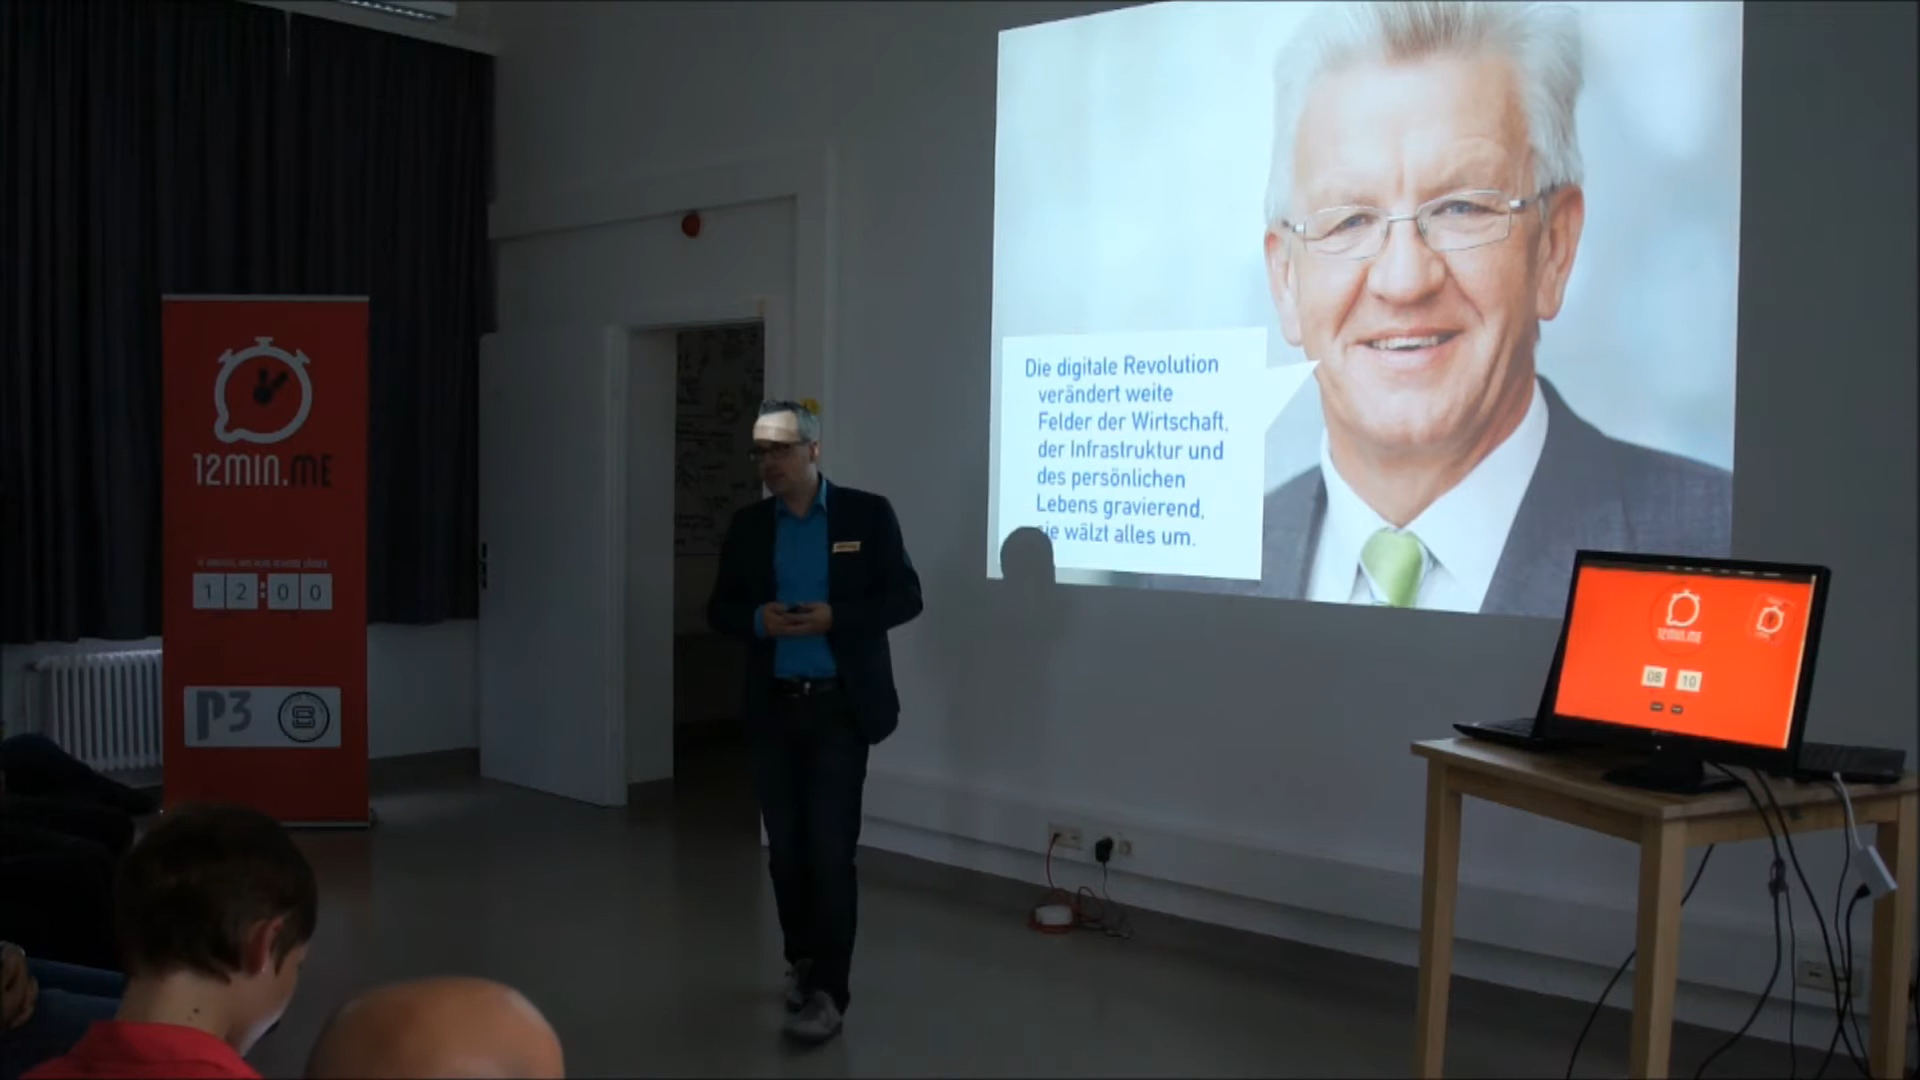 12MIN.ME
12:00
P3
Die digitale Revolution
verändert weite
Felder der Wirtschaft,
der Infrastruktur und
des persönlichen
Lebens gravierend,
sie wälzt alles um.
12MIN.ME
08 10